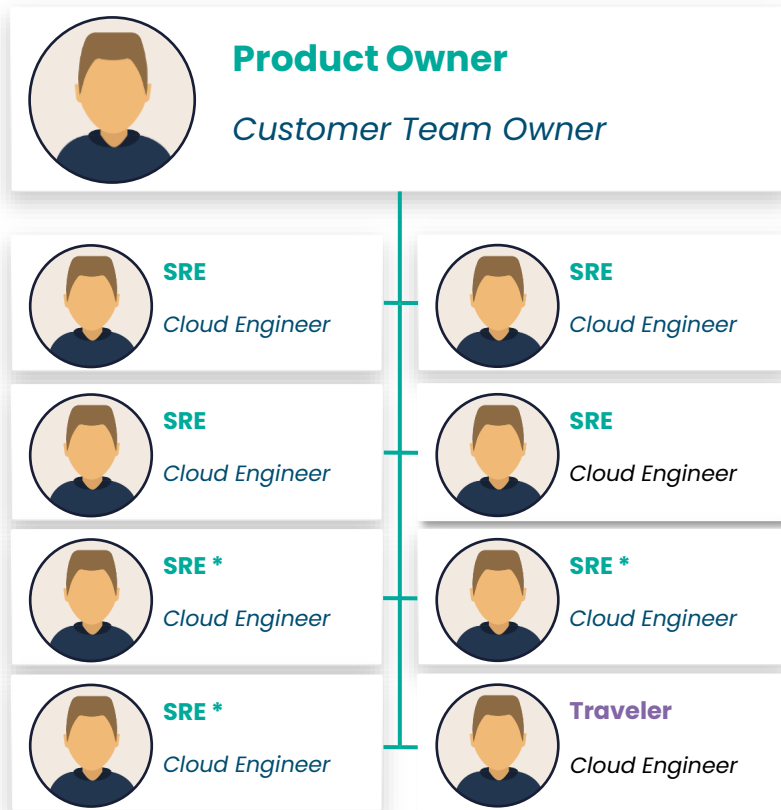 Product Owner
Customer Team Owner
SRE
Cloud Engineer
SRE
Cloud Engineer
SRE
Cloud Engineer
SRE
Cloud Engineer
SRE *
Cloud Engineer
SRE *
Cloud Engineer
SRE *
Cloud Engineer
Traveler
Cloud Engineer